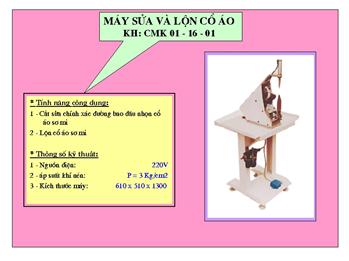 MÁY SỬA VÀ LỘN CỔ ÁO
KH: CMK 01 - 16 - 01
* Tính năng công dụng:
1 - Cắt sửa chính xác đường bao đầu nhọn cổ
áo sơ mi
2 - Lộn cổ áo sơ mi
* Thông số kỹ thuật:
1 - Nguồn điện: 220V
2 - áp suất khí nén: P = 3 Kg/cm2
3 - Kích thước máy: 610 x 510 x 1300